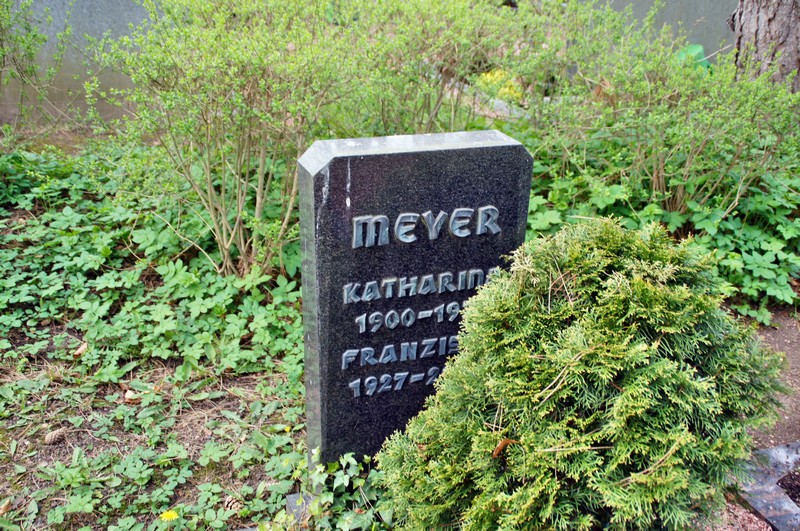 MEYER
KATHARINA
1900-19
FRANZIS
1927-2